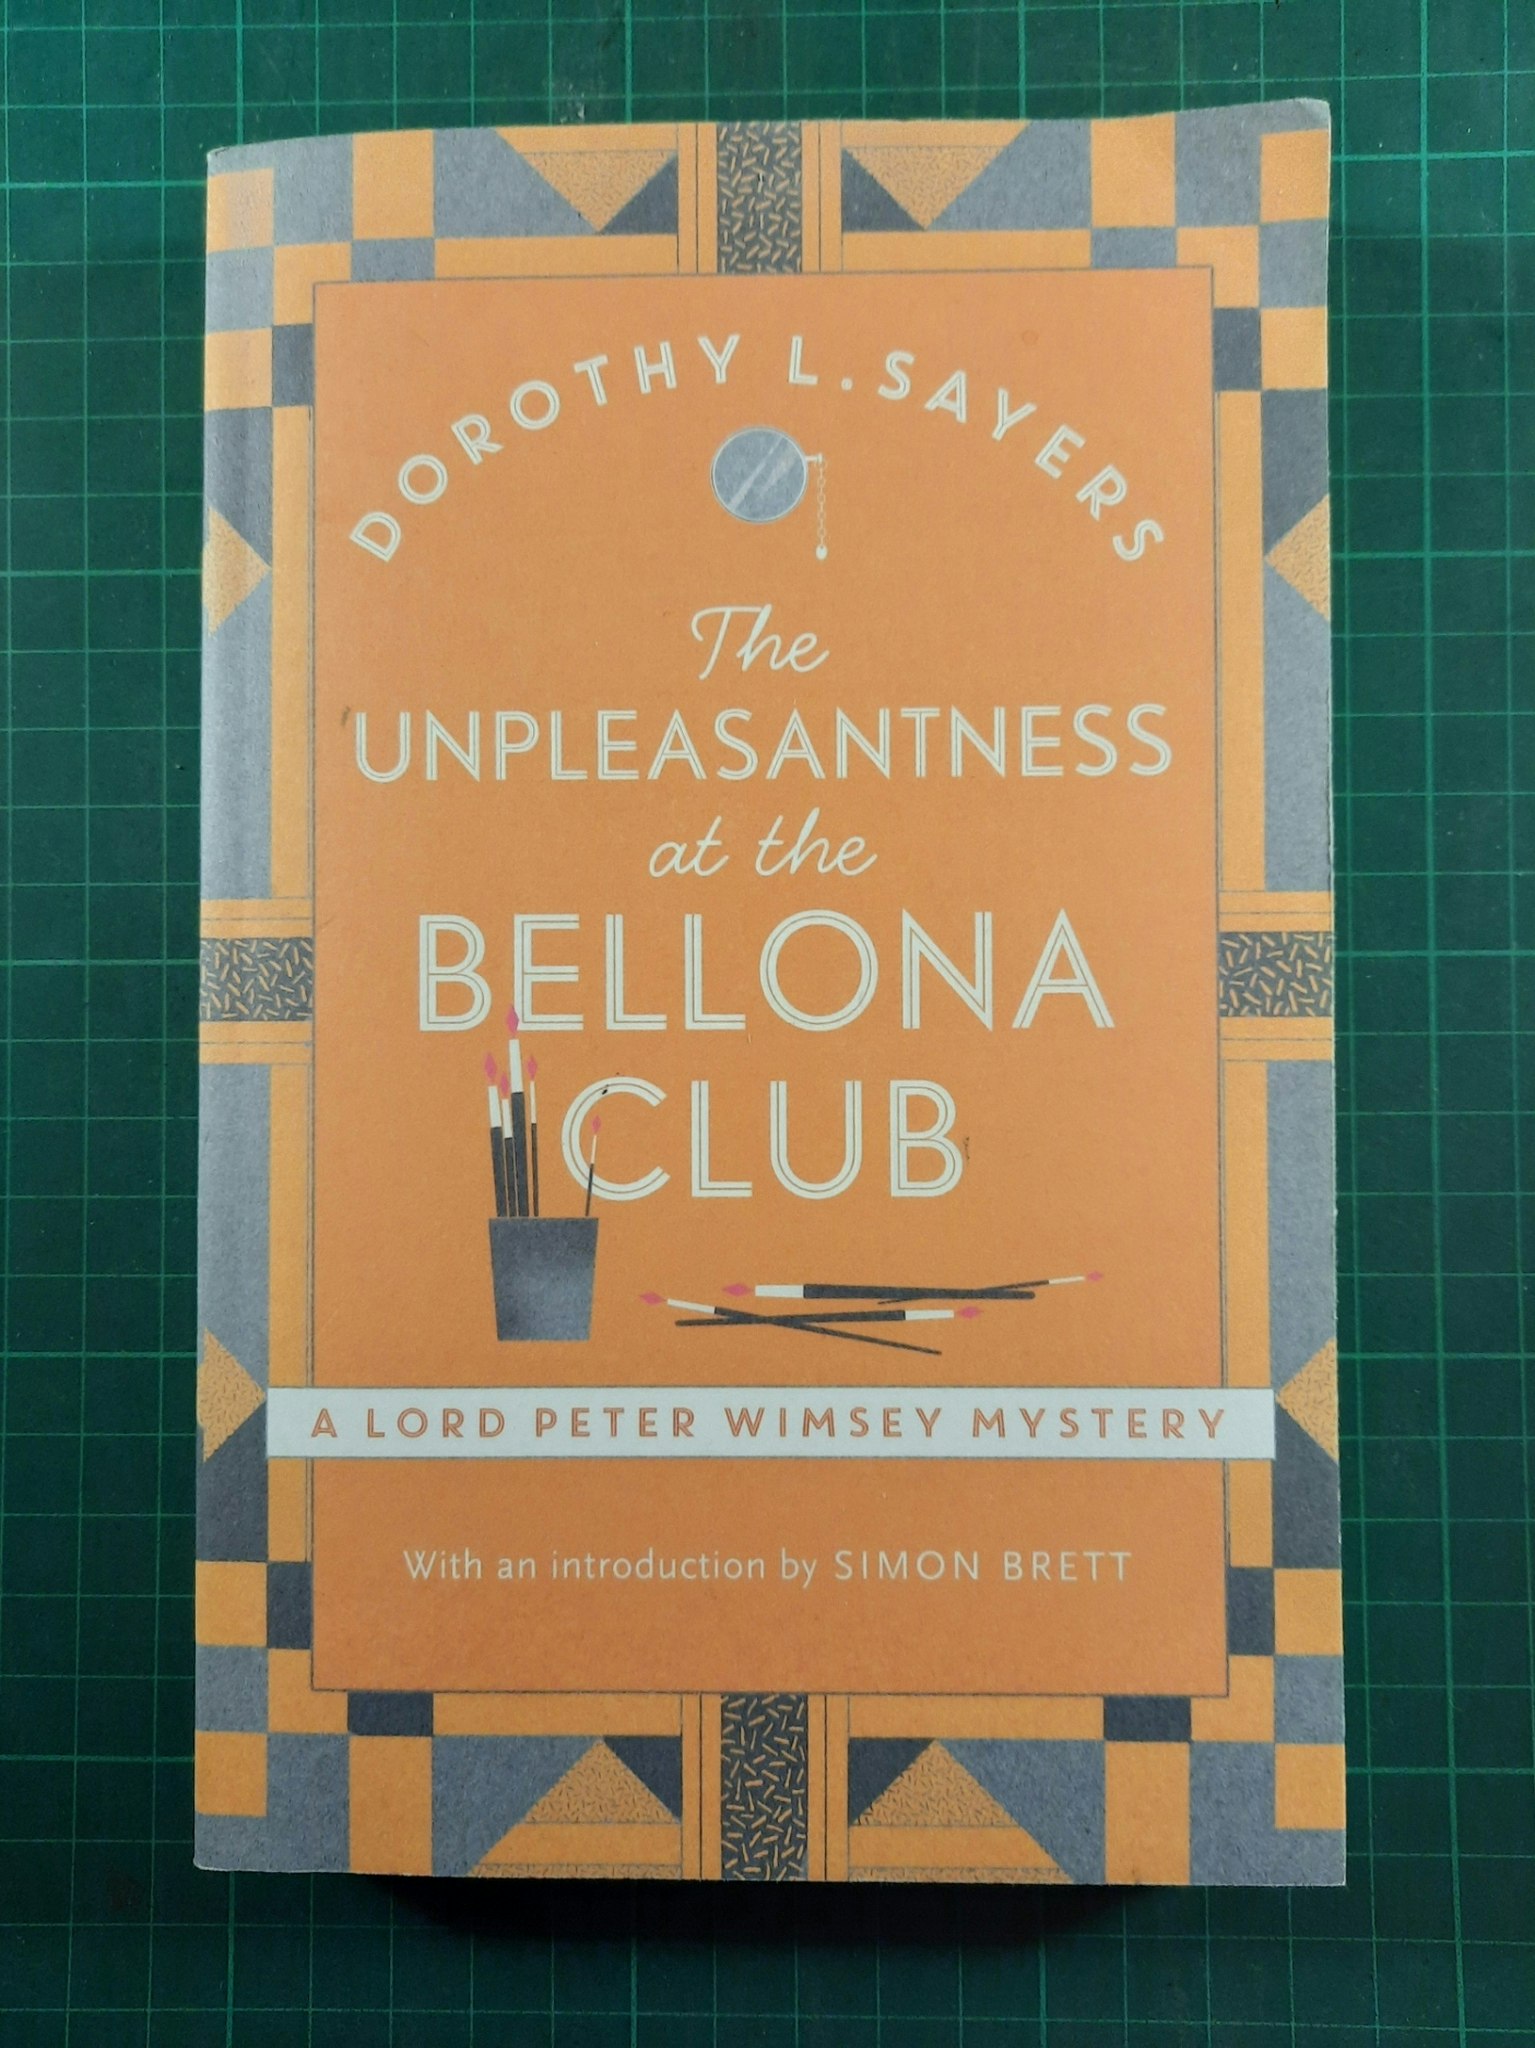 DOROTHY L. SAYERS
The
UNPLEASANTNESS
at the
BELLONA
CLUB
A LORD PETER WIMSEY MYSTERY
With an introduction by SIMON BRETT